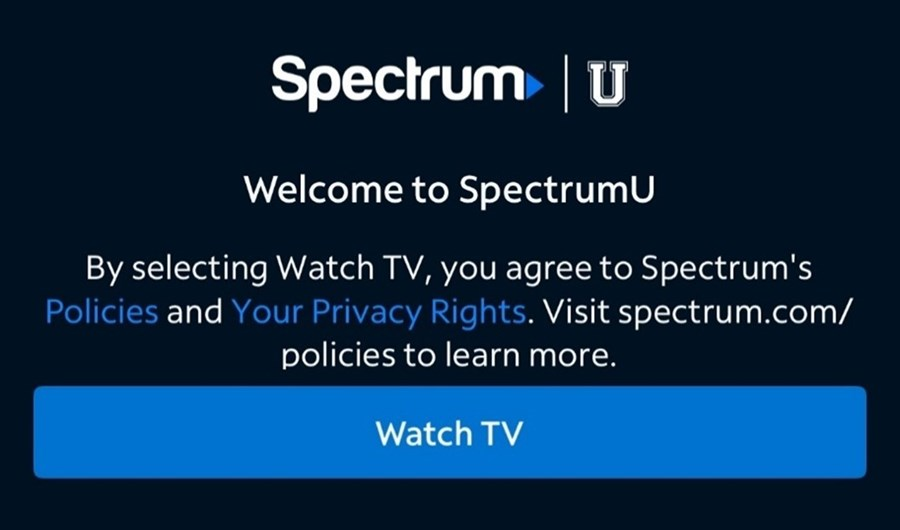 Spectrum | U
Welcome to SpectrumU
By selecting Watch TV, you agree to Spectrum's
Policies and Your Privacy Rights. Visit spectrum.com/
policies to learn more.
Watch TV